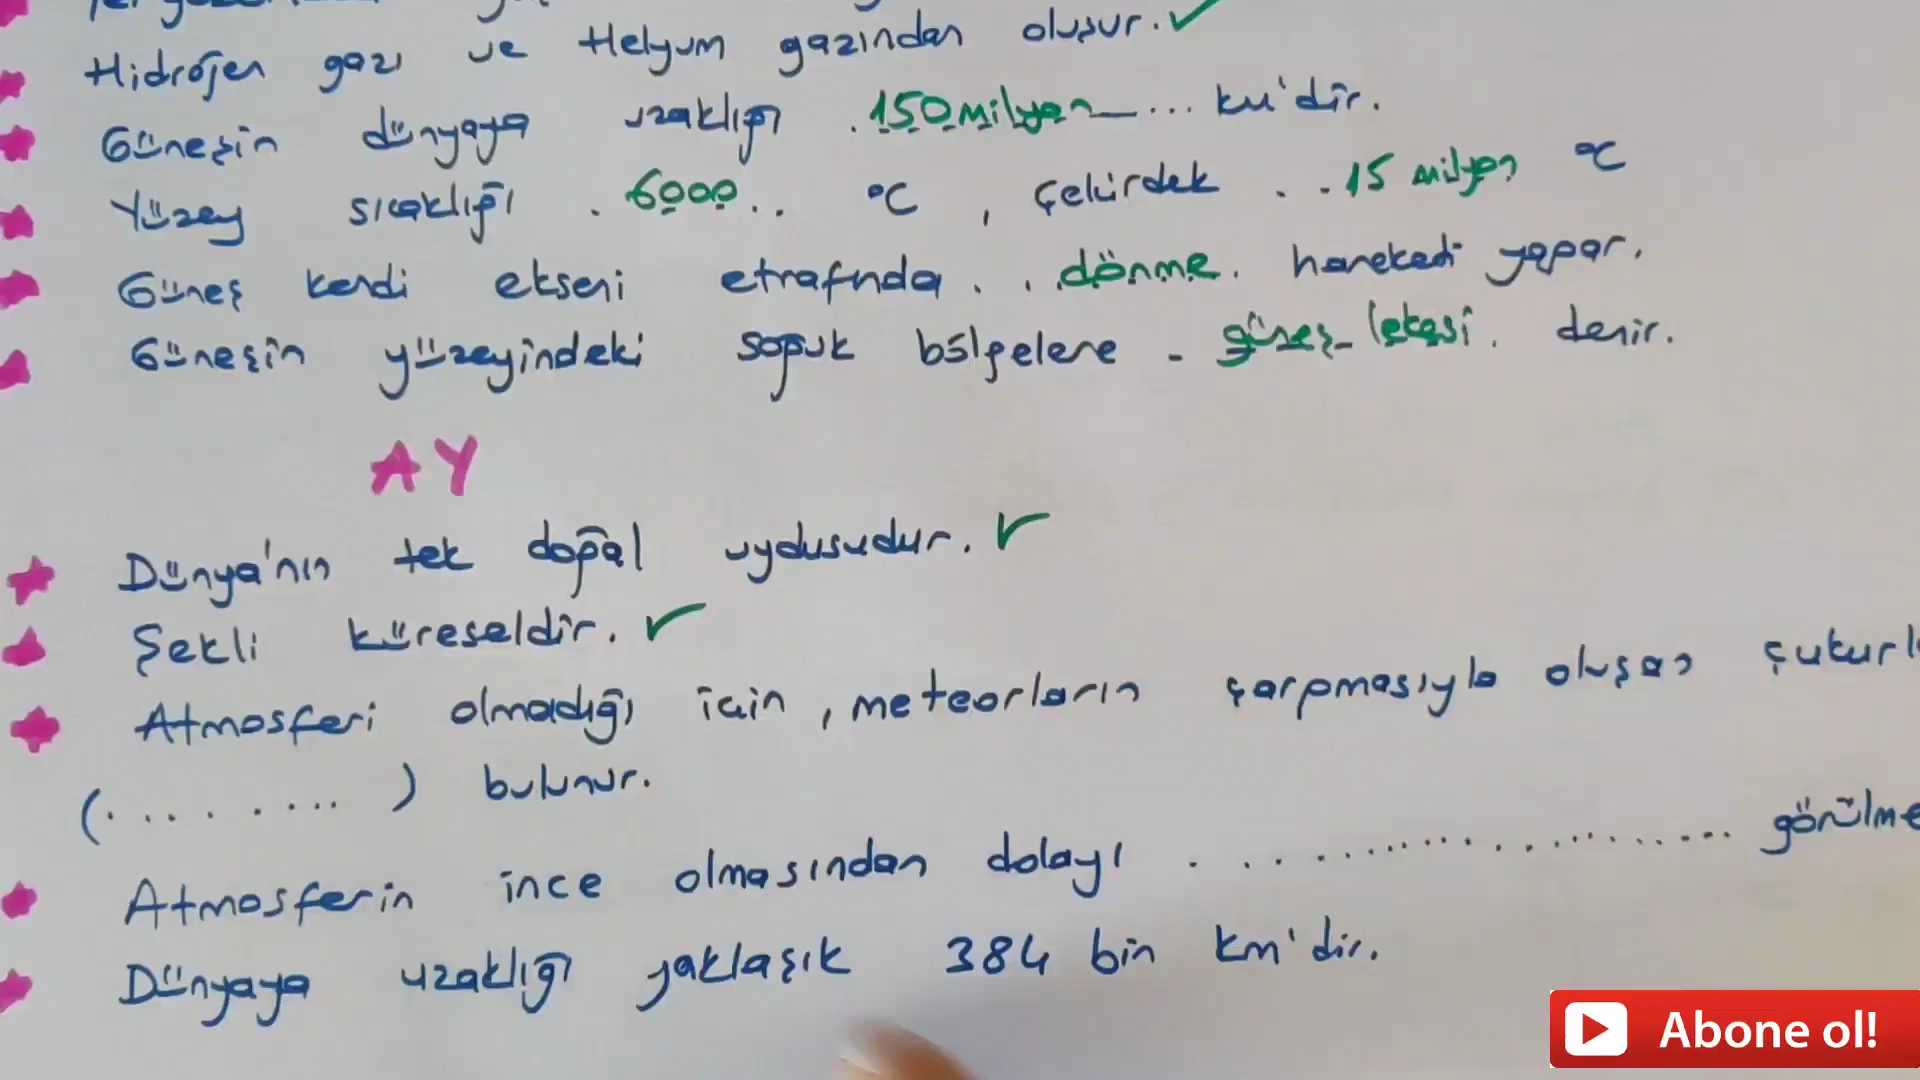 Hidrojen gazı ve Helyum gazından oluşur.
Güneşin dünyaya uzaklığı .150 milyon... km'dir.
Yüzey sıcaklığı .6000.. °C, çekirdek ..15 milyon °C
Güneş kendi ekseni etrafında ...dönme. hareketi yapar.
Güneşin yüzeyindeki soğuk bölgelere - güneş lekesi. denir.
AY
Dünya'nın tek doğal uydusudur.
Şekli küreseldir.
Atmosferi olmadığı için, meteorların çarpmasıyla oluşan çukurl
(..........) bulunur.
Atmosferin ince olmasından dolayı .................... görülme
Dünyaya uzaklığı yaklaşık 384 bin km'dir.
Abone ol!